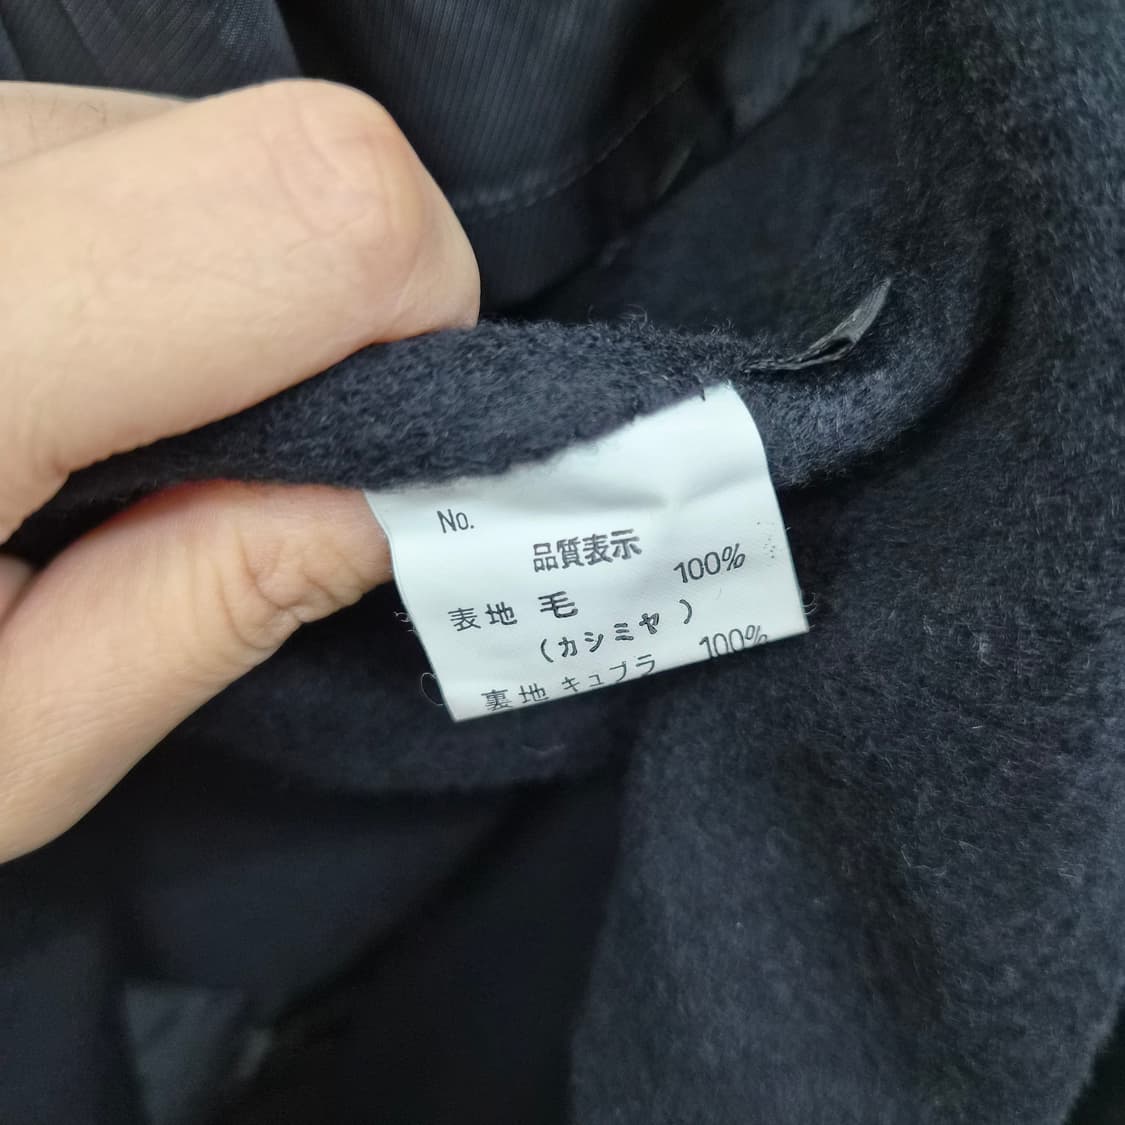 No.
品質表示
表地 毛 100%
(カシミヤ)
裏地 キュプラ 100%